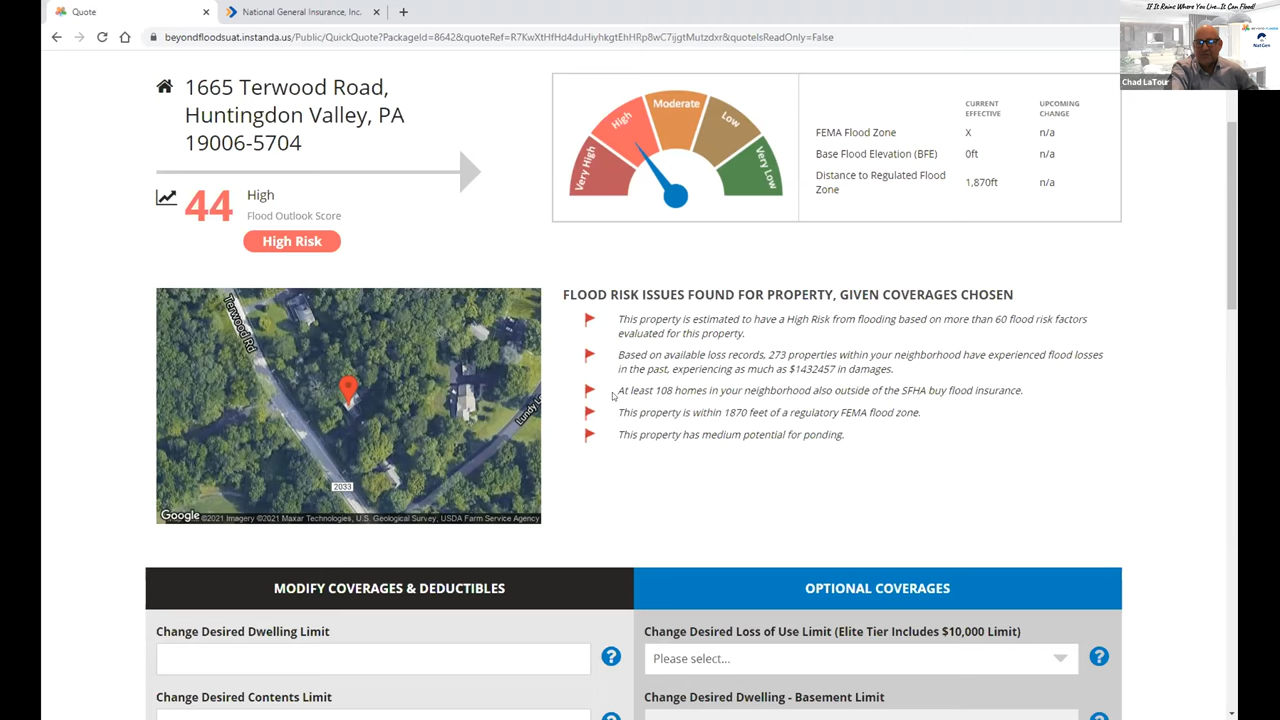 Quote
National General Insurance, Inc.
beyondfloodsuat.instanda.us/Public/QuickQuote?PackageId=8642&quoteRef=R7KwXtHfHd4duHiyhkgtEhHRp8wC7ijgtMutzdxr&quoteIsReadOnly=False
If It Rains Where You Live...It Can Flood!
NatGen
Chad LaTour
1665 Terwood Road,
Huntingdon Valley, PA
19006-5704
44
High
Flood Outlook Score
High Risk
Very High
High
Moderate
Low
Very Low
CURRENT EFFECTIVE
UPCOMING CHANGE
FEMA Flood Zone X n/a
Base Flood Elevation (BFE) 0ft n/a
Distance to Regulated Flood Zone 1,870ft n/a
Terwood Rd
2033
Google
©2021 Imagery ©2021 Maxar Technologies, U.S. Geological Survey, USDA Farm Service Agency
FLOOD RISK ISSUES FOUND FOR PROPERTY, GIVEN COVERAGES CHOSEN
This property is estimated to have a High Risk from flooding based on more than 60 flood risk factors
evaluated for this property.
Based on available loss records, 273 properties within your neighborhood have experienced flood losses
in the past, experiencing as much as $1432457 in damages.
At least 108 homes in your neighborhood also outside of the SFHA buy flood insurance.
This property is within 1870 feet of a regulatory FEMA flood zone.
This property has medium potential for ponding.
MODIFY COVERAGES & DEDUCTIBLES
Change Desired Dwelling Limit
Change Desired Contents Limit
OPTIONAL COVERAGES
Change Desired Loss of Use Limit (Elite Tier Includes $10,000 Limit)
Please select...
Change Desired Dwelling - Basement Limit